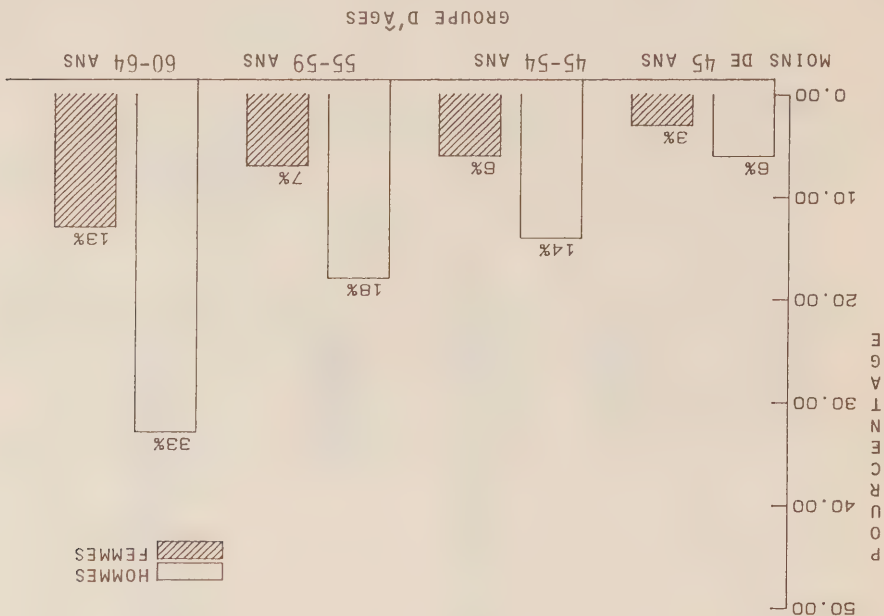 50.00
40.00
30.00
20.00
10.00
0.00
POURCENTAGE
HOMMES
FEMMES
6%
3%
14%
6%
18%
7%
33%
13%
MOINS DE 45 ANS
45-54 ANS
55-59 ANS
60-64 ANS
GROUPE D'ÂGES